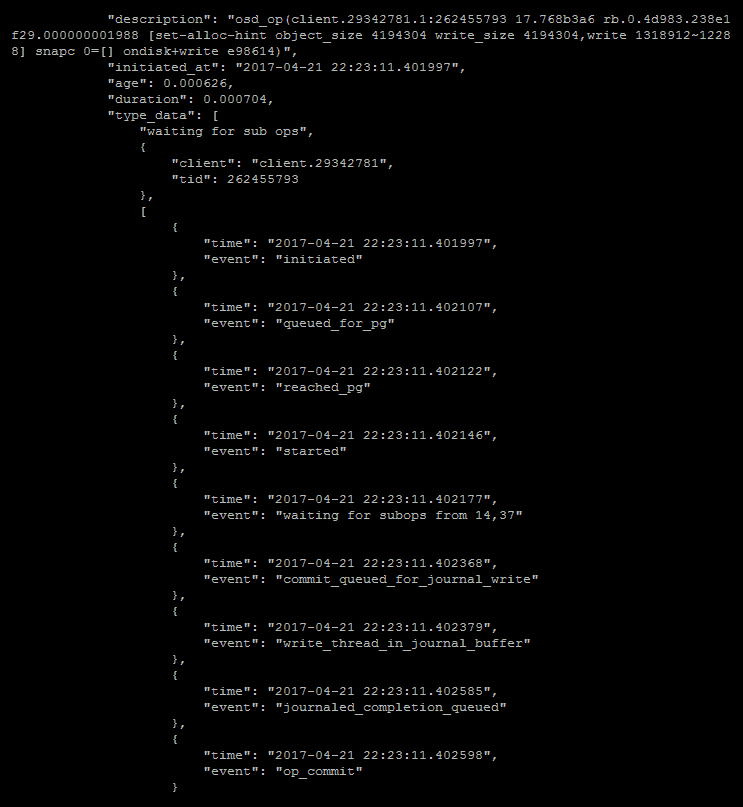 "description": "osd_op(client.29342781.1:262455793 17.768b3a6 rb.0.4d983.238e1
f29.000000001988 [set-alloc-hint object_size 4194304 write_size 4194304,write 1318912~1228
8] snapc 0=[] ondisk+write e98614)",
"initiated_at": "2017-04-21 22:23:11.401997",
"age": 0.000626,
"duration": 0.000704,
"type_data": [
"waiting for sub ops",
{
"client": "client.29342781",
"tid": 262455793
},
[
{
"time": "2017-04-21 22:23:11.401997",
"event": "initiated"
},
{
"time": "2017-04-21 22:23:11.402107",
"event": "queued_for_pg"
},
{
"time": "2017-04-21 22:23:11.402122",
"event": "reached_pg"
},
{
"time": "2017-04-21 22:23:11.402146",
"event": "started"
},
{
"time": "2017-04-21 22:23:11.402177",
"event": "waiting for subops from 14,37"
},
{
"time": "2017-04-21 22:23:11.402368",
"event": "commit_queued_for_journal_write"
},
{
"time": "2017-04-21 22:23:11.402379",
"event": "write_thread_in_journal_buffer"
},
{
"time": "2017-04-21 22:23:11.402585",
"event": "journaled_completion_queued"
},
{
"time": "2017-04-21 22:23:11.402598",
"event": "op_commit"
}